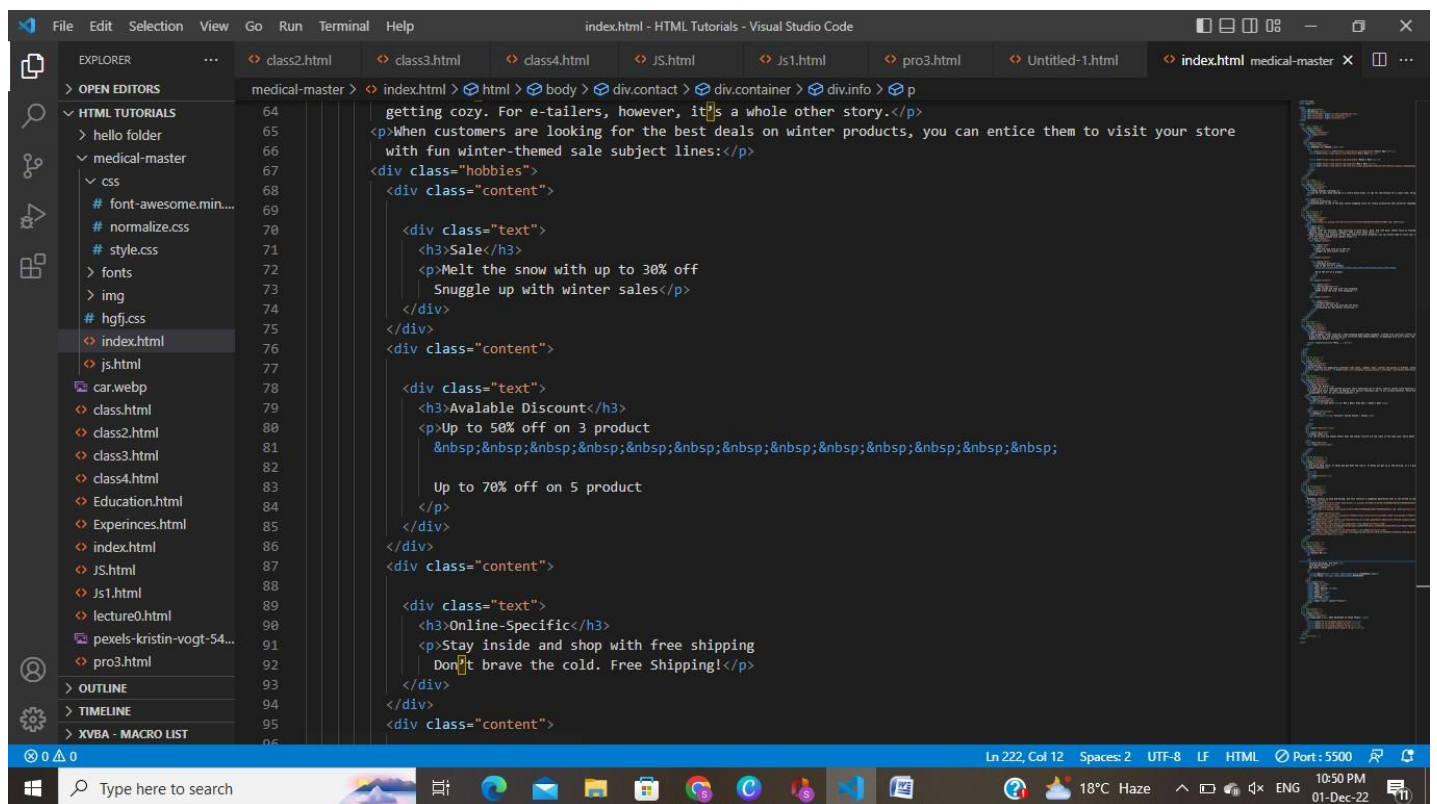 File Edit Selection View Go Run Terminal Help
index.html - HTML Tutorials - Visual Studio Code
EXPLORER ...
class2.html
class3.html
class4.html
JS.html
Js1.html
pro3.html
Untitled-1.html
index.html medical-master
...
medical-master > index.html > html > body > div.contact > div.container > div.info > p
> OPEN EDITORS
HTML TUTORIALS
> hello folder
medical-master
css
# font-awesome.min....
# normalize.css
# style.css
> fonts
> img
# hgfj.css
index.html
js.html
car.webp
class.html
class2.html
class3.html
class4.html
Education.html
Experinces.html
index.html
JS.html
Js1.html
lecture0.html
pexels-kristin-vogt-54...
pro3.html
> OUTLINE
> TIMELINE
> XVBA - MACRO LIST
64 getting cozy. For e-tailers, however, it’s a whole other story.</p>
65 <p>When customers are looking for the best deals on winter products, you can entice them to visit your store
66 with fun winter-themed sale subject lines:</p>
67 <div class="hobbies">
68 <div class="content">
69
70 <div class="text">
71 <h3>Sale</h3>
72 <p>Melt the snow with up to 30% off
73 Snuggle up with winter sales</p>
74 </div>
75 </div>
76 <div class="content">
77
78 <div class="text">
79 <h3>Avalable Discount</h3>
80 <p>Up to 50% off on 3 product
81 &nbsp;&nbsp;&nbsp;&nbsp;&nbsp;&nbsp;&nbsp;&nbsp;&nbsp;&nbsp;&nbsp;&nbsp;&nbsp;
82
83 Up to 70% off on 5 product
84 </p>
85 </div>
86 </div>
87 <div class="content">
88
89 <div class="text">
90 <h3>Online-Specific</h3>
91 <p>Stay inside and shop with free shipping
92 Don’t brave the cold. Free Shipping!</p>
93 </div>
94 </div>
95 <div class="content">
96
0 0
Ln 222, Col 12 Spaces: 2 UTF-8 LF HTML Port : 5500
Type here to search
18°C Haze
ENG
10:50 PM
01-Dec-22
11